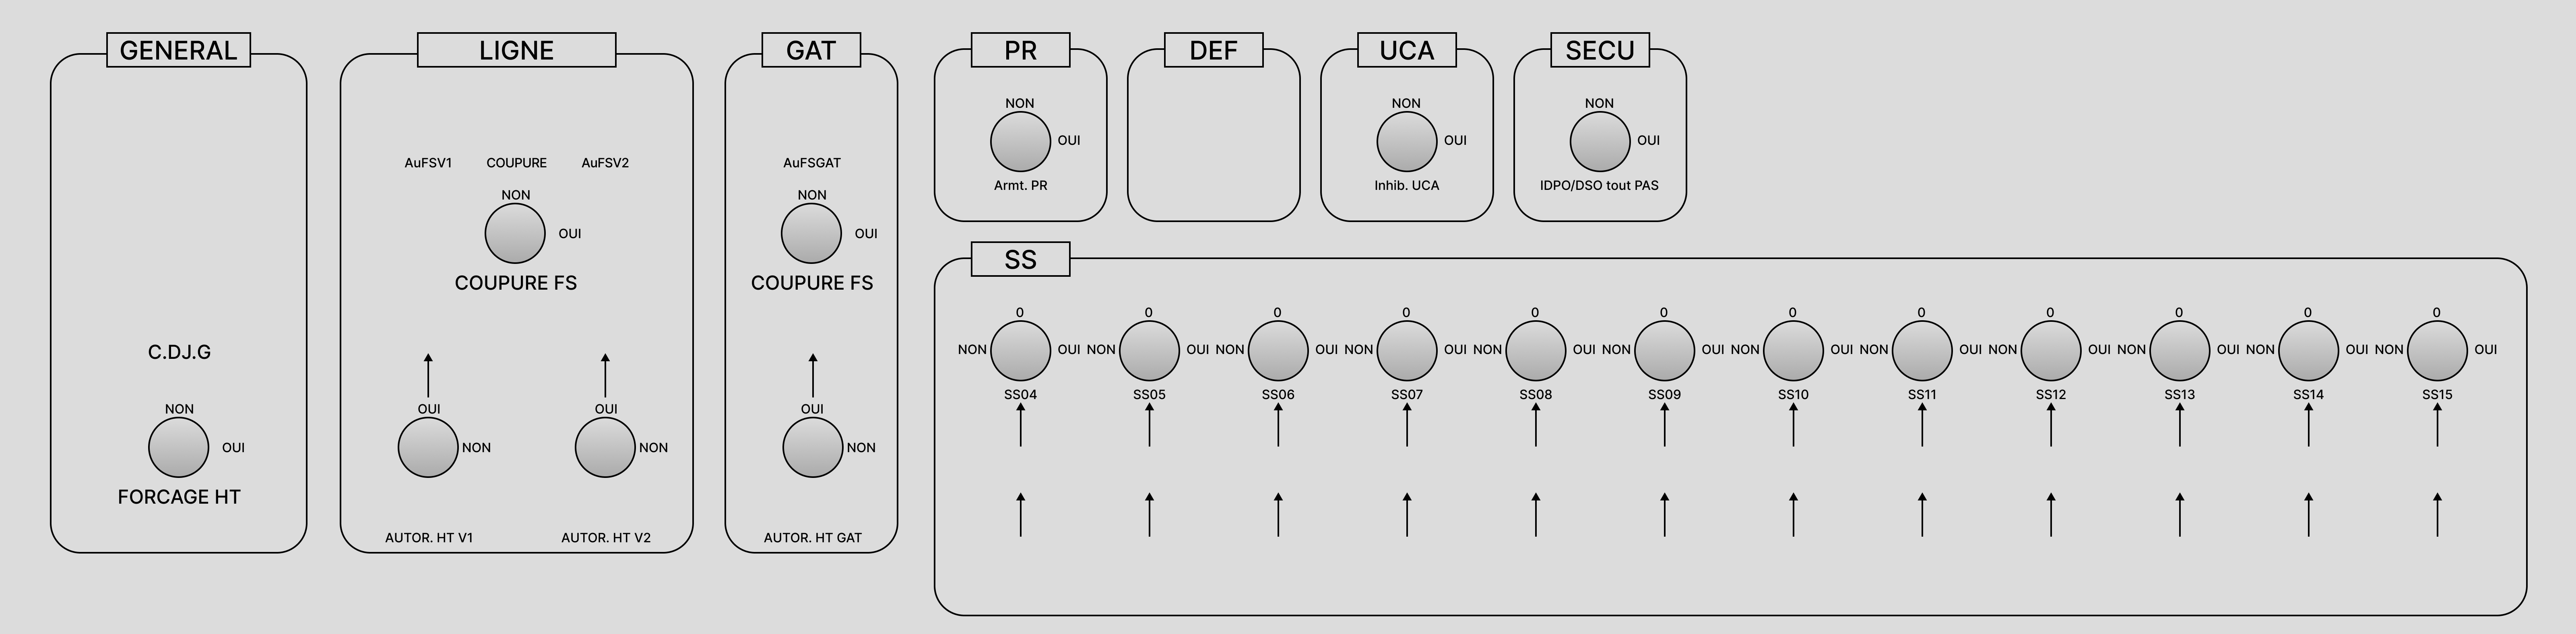 GENERAL
C.DJ.G
NON
OUI
FORCAGE HT
LIGNE
AuFSV1 COUPURE AuFSV2
NON
OUI
COUPURE FS
OUI OUI
NON NON
AUTOR. HT V1 AUTOR. HT V2
GAT
AuFSGAT
NON
OUI
COUPURE FS
OUI
NON
AUTOR. HT GAT
PR
NON
OUI
Armt. PR
DEF
UCA
NON
OUI
Inhib. UCA
SECU
NON
OUI
IDPO/DSO tout PAS
SS
0 0 0 0 0 0 0 0 0 0 0 0
NON OUI NON OUI NON OUI NON OUI NON OUI NON OUI NON OUI NON OUI NON OUI NON OUI NON OUI NON OUI
SS04 SS05 SS06 SS07 SS08 SS09 SS10 SS11 SS12 SS13 SS14 SS15